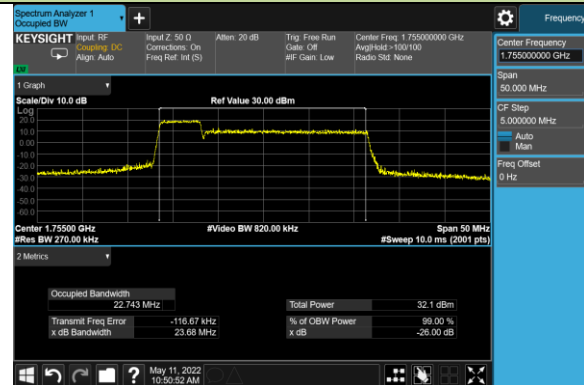 Spectrum Analyzer 1
Occupied BW
Frequency
KEYSIGHT
Input: RF
Coupling: DC
Align: Auto
Input Z: 50 Ω
Corrections: On
Freq Ref: Int (S)
Atten: 20 dB
Trig: Free Run
Gate: Off
#IF Gain: Low
Center Freq: 1.755000000 GHz
Avg|Hold:>100/100
Radio Std: None
LXI
Center Frequency
1.755000000 GHz
Span
50.000 MHz
CF Step
5.000000 MHz
Auto
Man
Freq Offset
0 Hz
1 Graph
Scale/Div 10.0 dB
Ref Value 30.00 dBm
Log
20.0
10.0
0.00
-10.0
-20.0
-30.0
-40.0
-50.0
-60.0
Center 1.75500 GHz
#Video BW 820.00 kHz
Span 50 MHz
#Res BW 270.00 kHz
#Sweep 10.0 ms (2001 pts)
2 Metrics
Occupied Bandwidth
22.743 MHz
Total Power 32.1 dBm
Transmit Freq Error -116.67 kHz
% of OBW Power 99.00 %
x dB Bandwidth 23.68 MHz
x dB -26.00 dB
?
May 11, 2022
10:50:52 AM